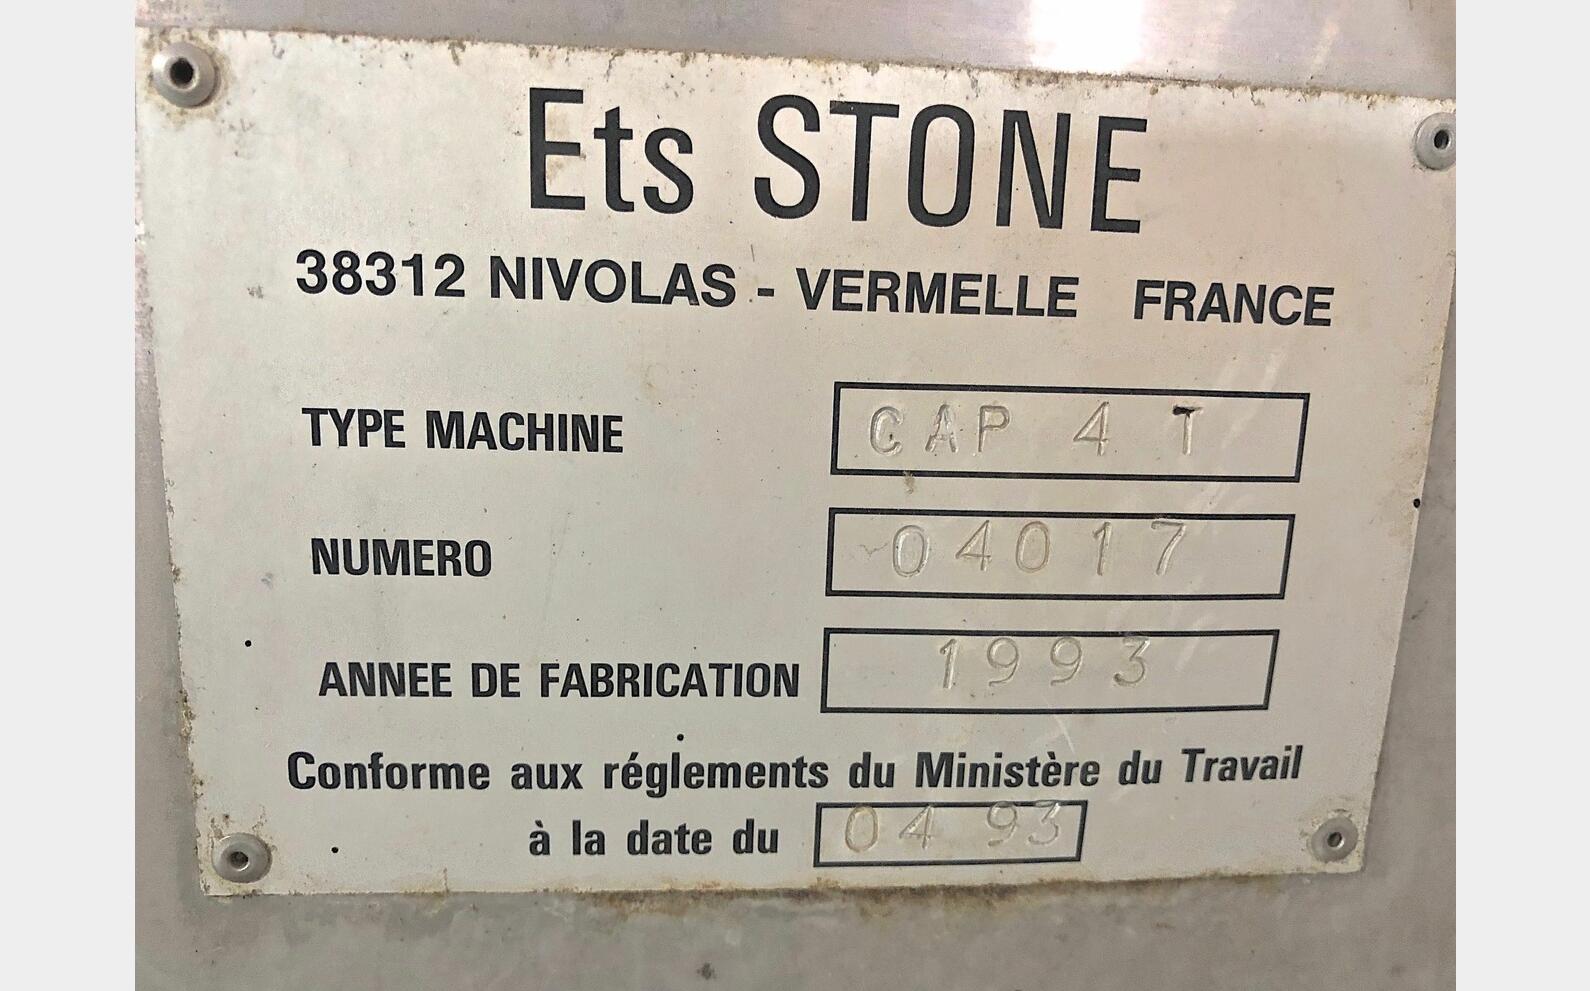 Ets STONE
38312 NIVOLAS - VERMELLE FRANCE
TYPE MACHINE CAP 4 T
NUMERO 04017
ANNEE DE FABRICATION 1993
Conforme aux réglements du Ministère du Travail
à la date du 04 93